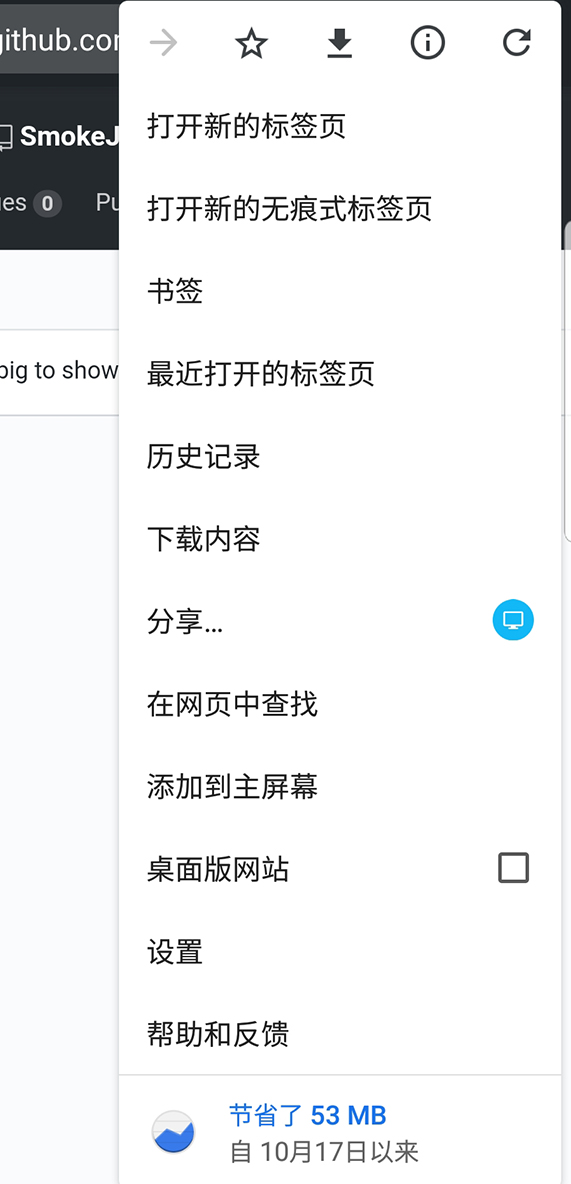 github.com
SmokeJ
ues 0 Pu
big to show
打开新的标签页
打开新的无痕式标签页
书签
最近打开的标签页
历史记录
下载内容
分享...
在网页中查找
添加到主屏幕
桌面版网站
设置
帮助和反馈
节省了 53 MB
自 10月17日以来